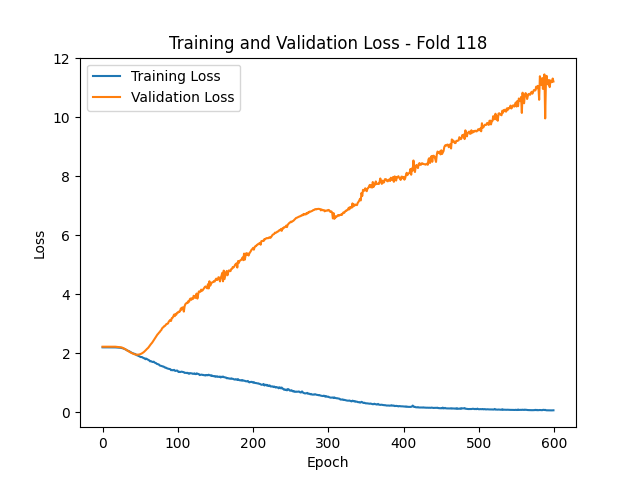 Training and Validation Loss - Fold 118
Training Loss
Validation Loss
12
10
8
6
4
2
0
Loss
0 100 200 300 400 500 600
Epoch